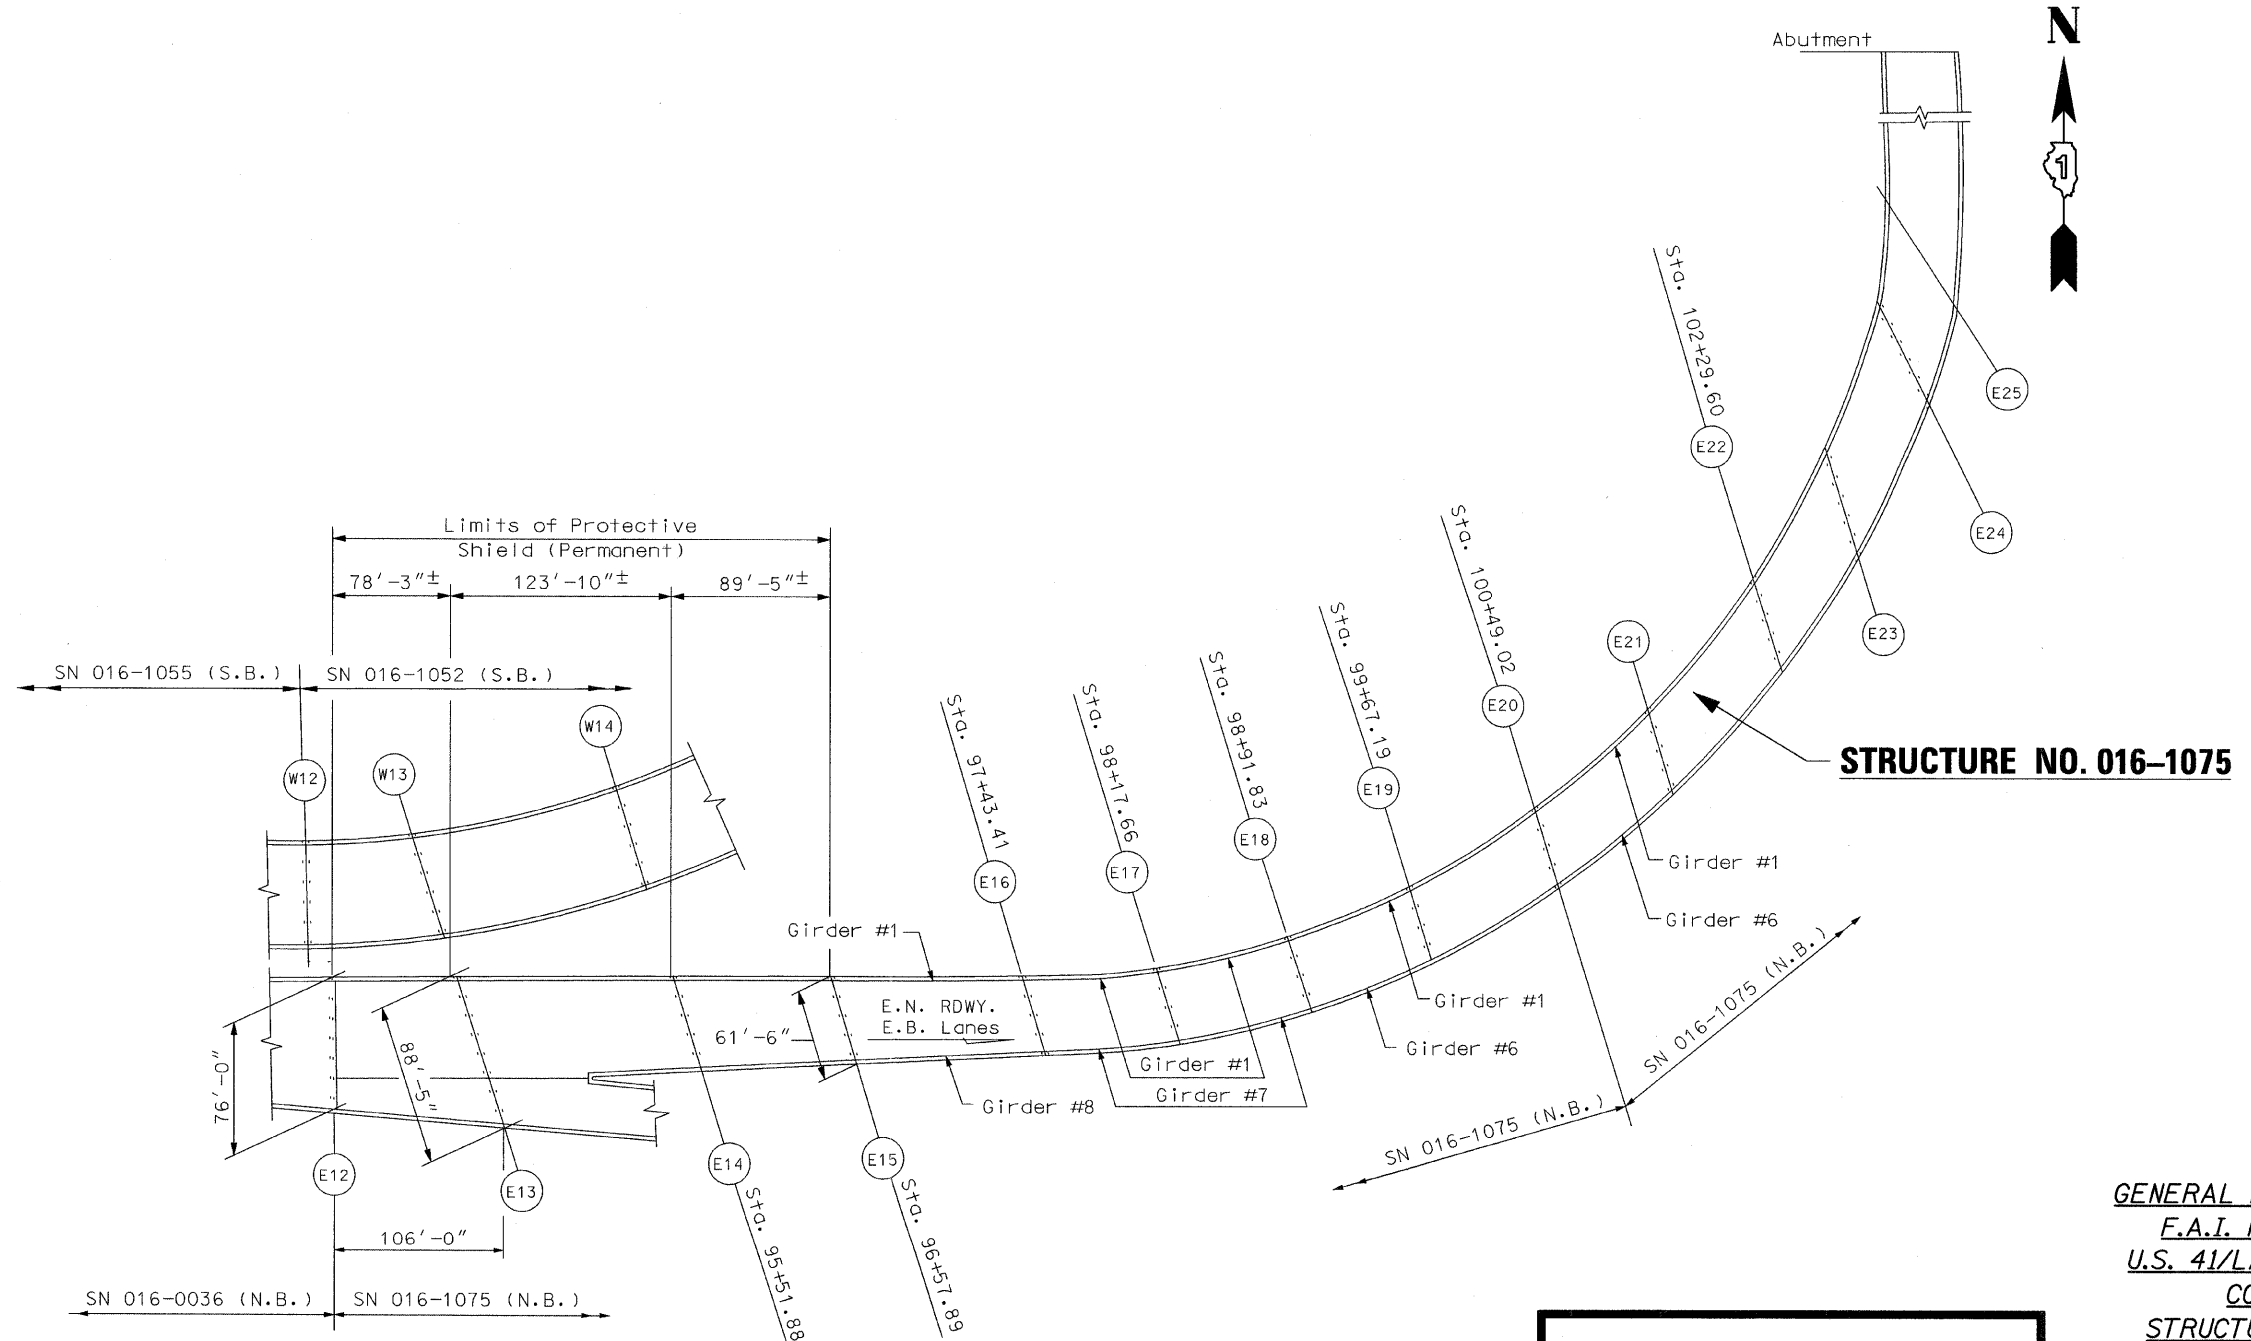 N
Abutment
1
Sta. 102+29.60
E25
E22
Sta. 100+49.02
Limits of Protective
Shield (Permanent)
E24
78'-3"±
123'-10"±
89'-5"±
Sta. 99+67.19
E23
E21
Sta. 98+91.83
SN 016-1055 (S.B.)
SN 016-1052 (S.B.)
Sta. 97+43.41
Sta. 98+17.66
E20
W14
W12
W13
STRUCTURE NO. 016-1075
E19
E18
E17
E16
Girder #1
Girder #1
Girder #6
Girder #1
E.N. RDWY.
E.B. Lanes
61'-6"
Girder #6
Girder #1
Girder #7
Girder #8
76'-0"
88'-5"
SN 016-1075 (N.B.)
SN 016-1075 (N.B.)
E12
E13
E14
E15
Sta. 95+51.88
Sta. 96+57.89
106'-0"
SN 016-0036 (N.B.)
SN 016-1075 (N.B.)
GENERAL
F.A.I.
U.S. 41/L
CO
STRUCTU